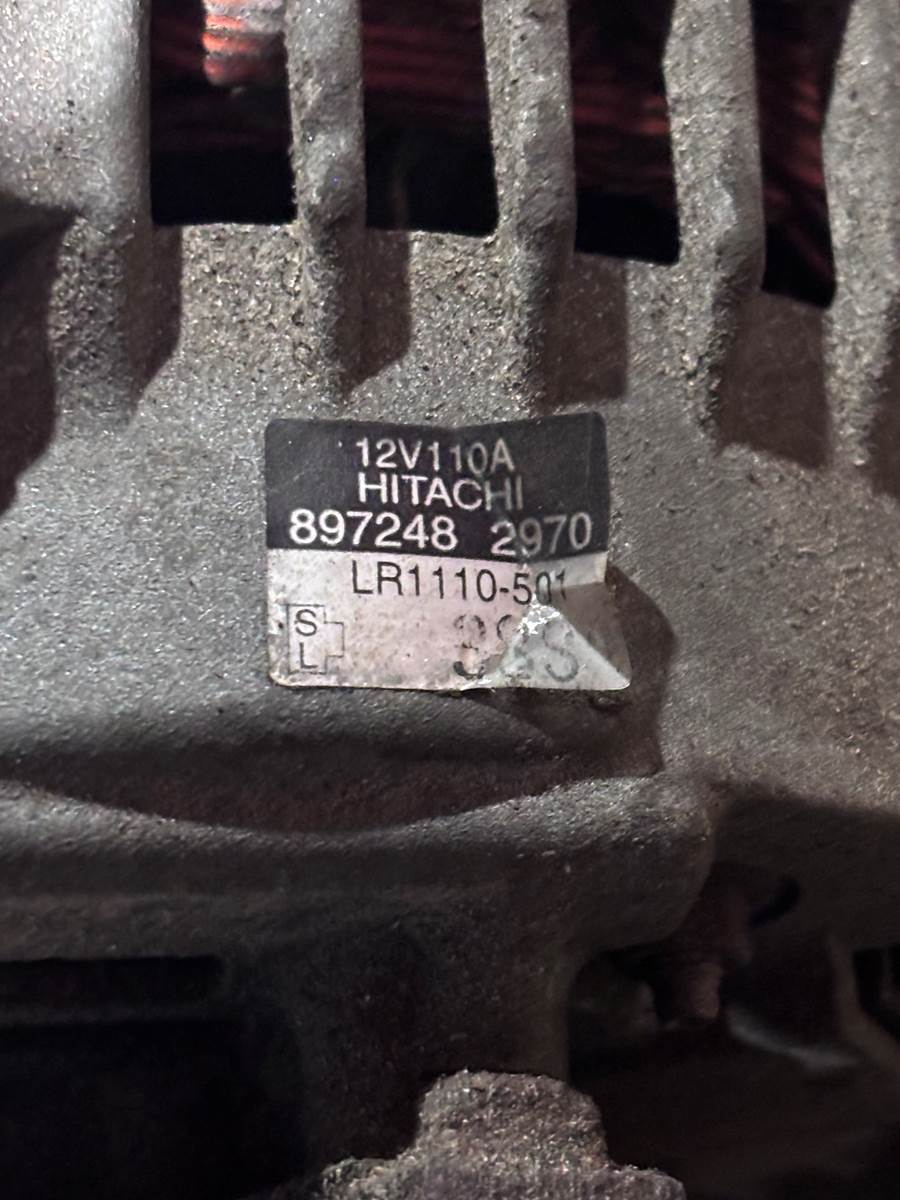 12V110A
HITACHI
897248 2970
LR1110-501
S
L